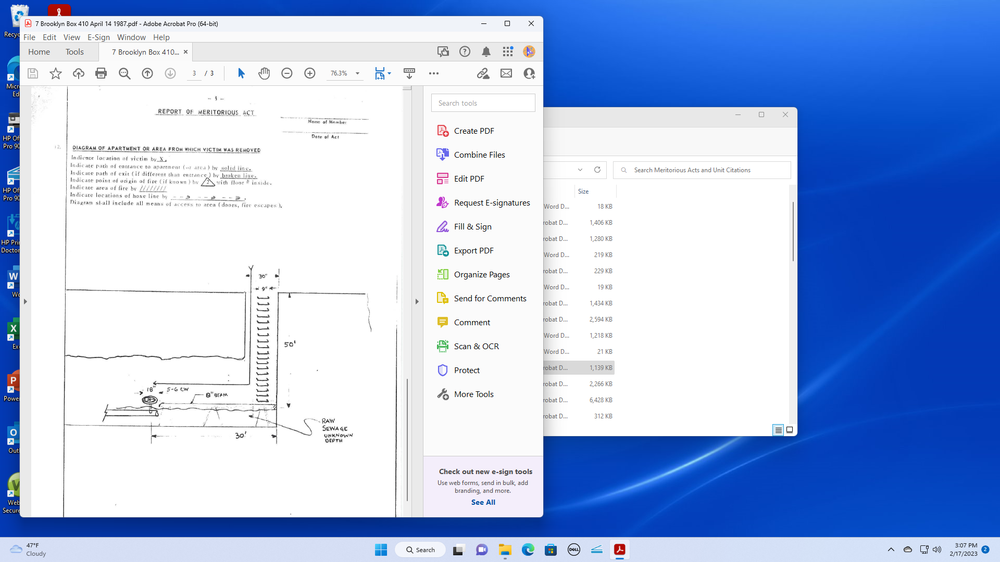 Recyc
Micr
Ed
HP Of
Pro 90
HP Of
Pro 90
HP Prin
Doctor
Wo
Exc
Powe
Outl
Web
Secure
7 Brooklyn Box 410 April 14 1987.pdf - Adobe Acrobat Pro (64-bit)
File Edit View E-Sign Window Help
Home Tools 7 Brooklyn Box 410...
3 / 3 76.3%
- 3 -
REPORT OF MERITORIOUS ACT
Name of Member
Date of Act
12.
DIAGRAM OF APARTMENT OR AREA FROM WHICH VICTIM WAS REMOVED
Indicate location of victim by X.
Indicate path of entrance to apartment (or area) by solid line.
Indicate path of exit (if different than entrance) by broken line.
Indicate point of origin of fire (if known) by 2 with floor # inside.
Indicate area of fire by ////////
Indicate locations of hose line by
Diagram shall include all means of access to area (doors, fire escapes).
30"
9"
50'
18" 5-6 CW
8" BEAM
RAW
SEWAGE
UNKNOWN
DEPTH
30'
Search tools
Create PDF
Combine Files
Edit PDF
Request E-signatures
Fill & Sign
Export PDF
Organize Pages
Send for Comments
Comment
Scan & OCR
Protect
More Tools
Check out new e-sign tools
Use web forms, send in bulk, add
branding, and more.
See All
Search Meritorious Acts and Unit Citations
Size
Word D... 18 KB
robat D... 1,406 KB
robat D... 1,280 KB
Word D... 219 KB
robat D... 229 KB
Word D... 19 KB
robat D... 1,434 KB
robat D... 2,594 KB
Word D... 1,218 KB
Word D... 21 KB
robat D... 1,139 KB
robat D... 2,266 KB
robat D... 6,428 KB
robat D... 312 KB
47°F
Cloudy
Search
DELL
3:07 PM
2/17/2023
2